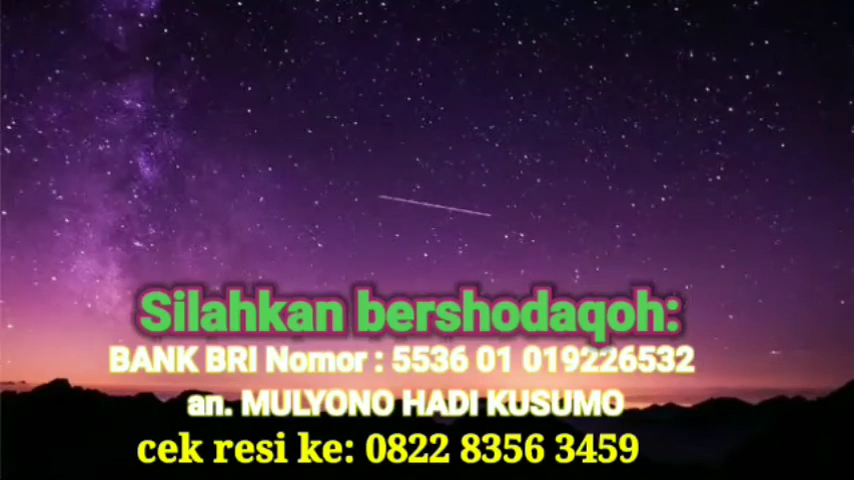 Silahkan bershodaqoh:
BANK BRI Nomor : 5536 01 019226532
an. MULYONO HADI KUSUMO
cek resi ke: 0822 8356 3459